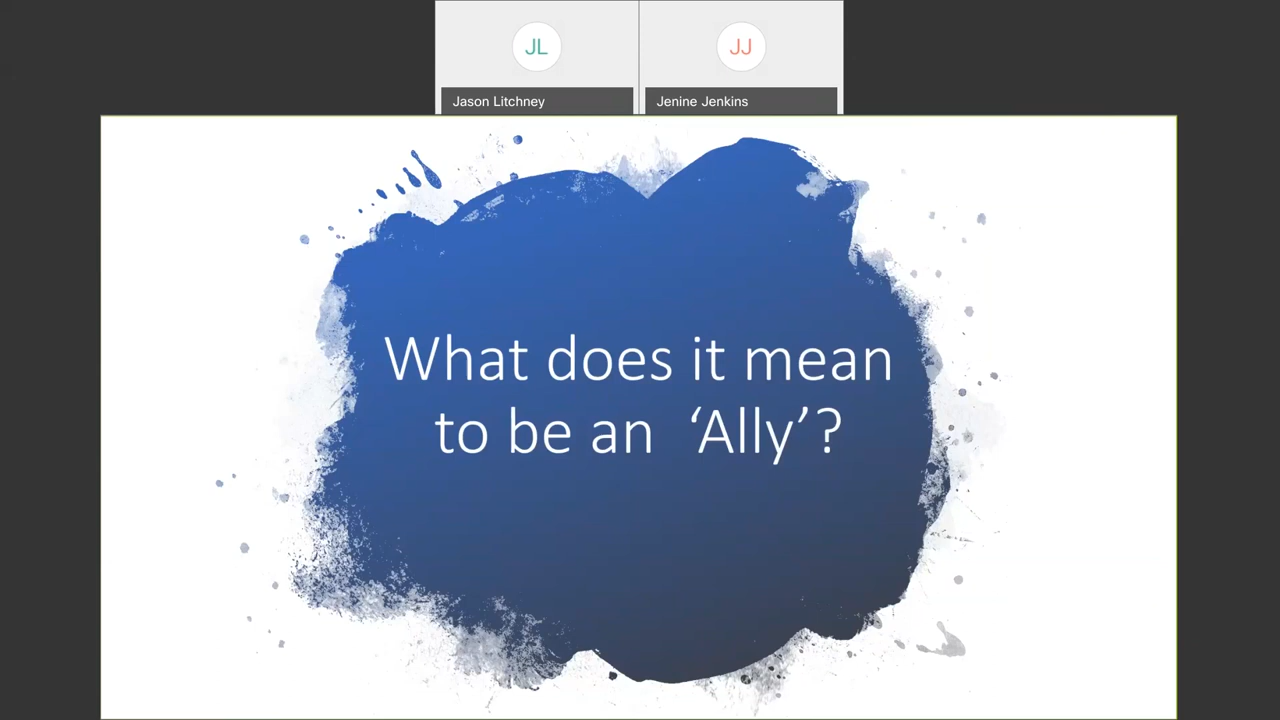 JL
JJ
Jason Litchney
Jenine Jenkins
What does it mean
to be an ‘Ally’?